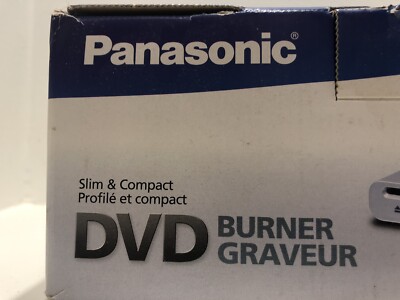 Panasonic®
Slim & Compact
Profilé et compact
DVD BURNER
GRAVEUR